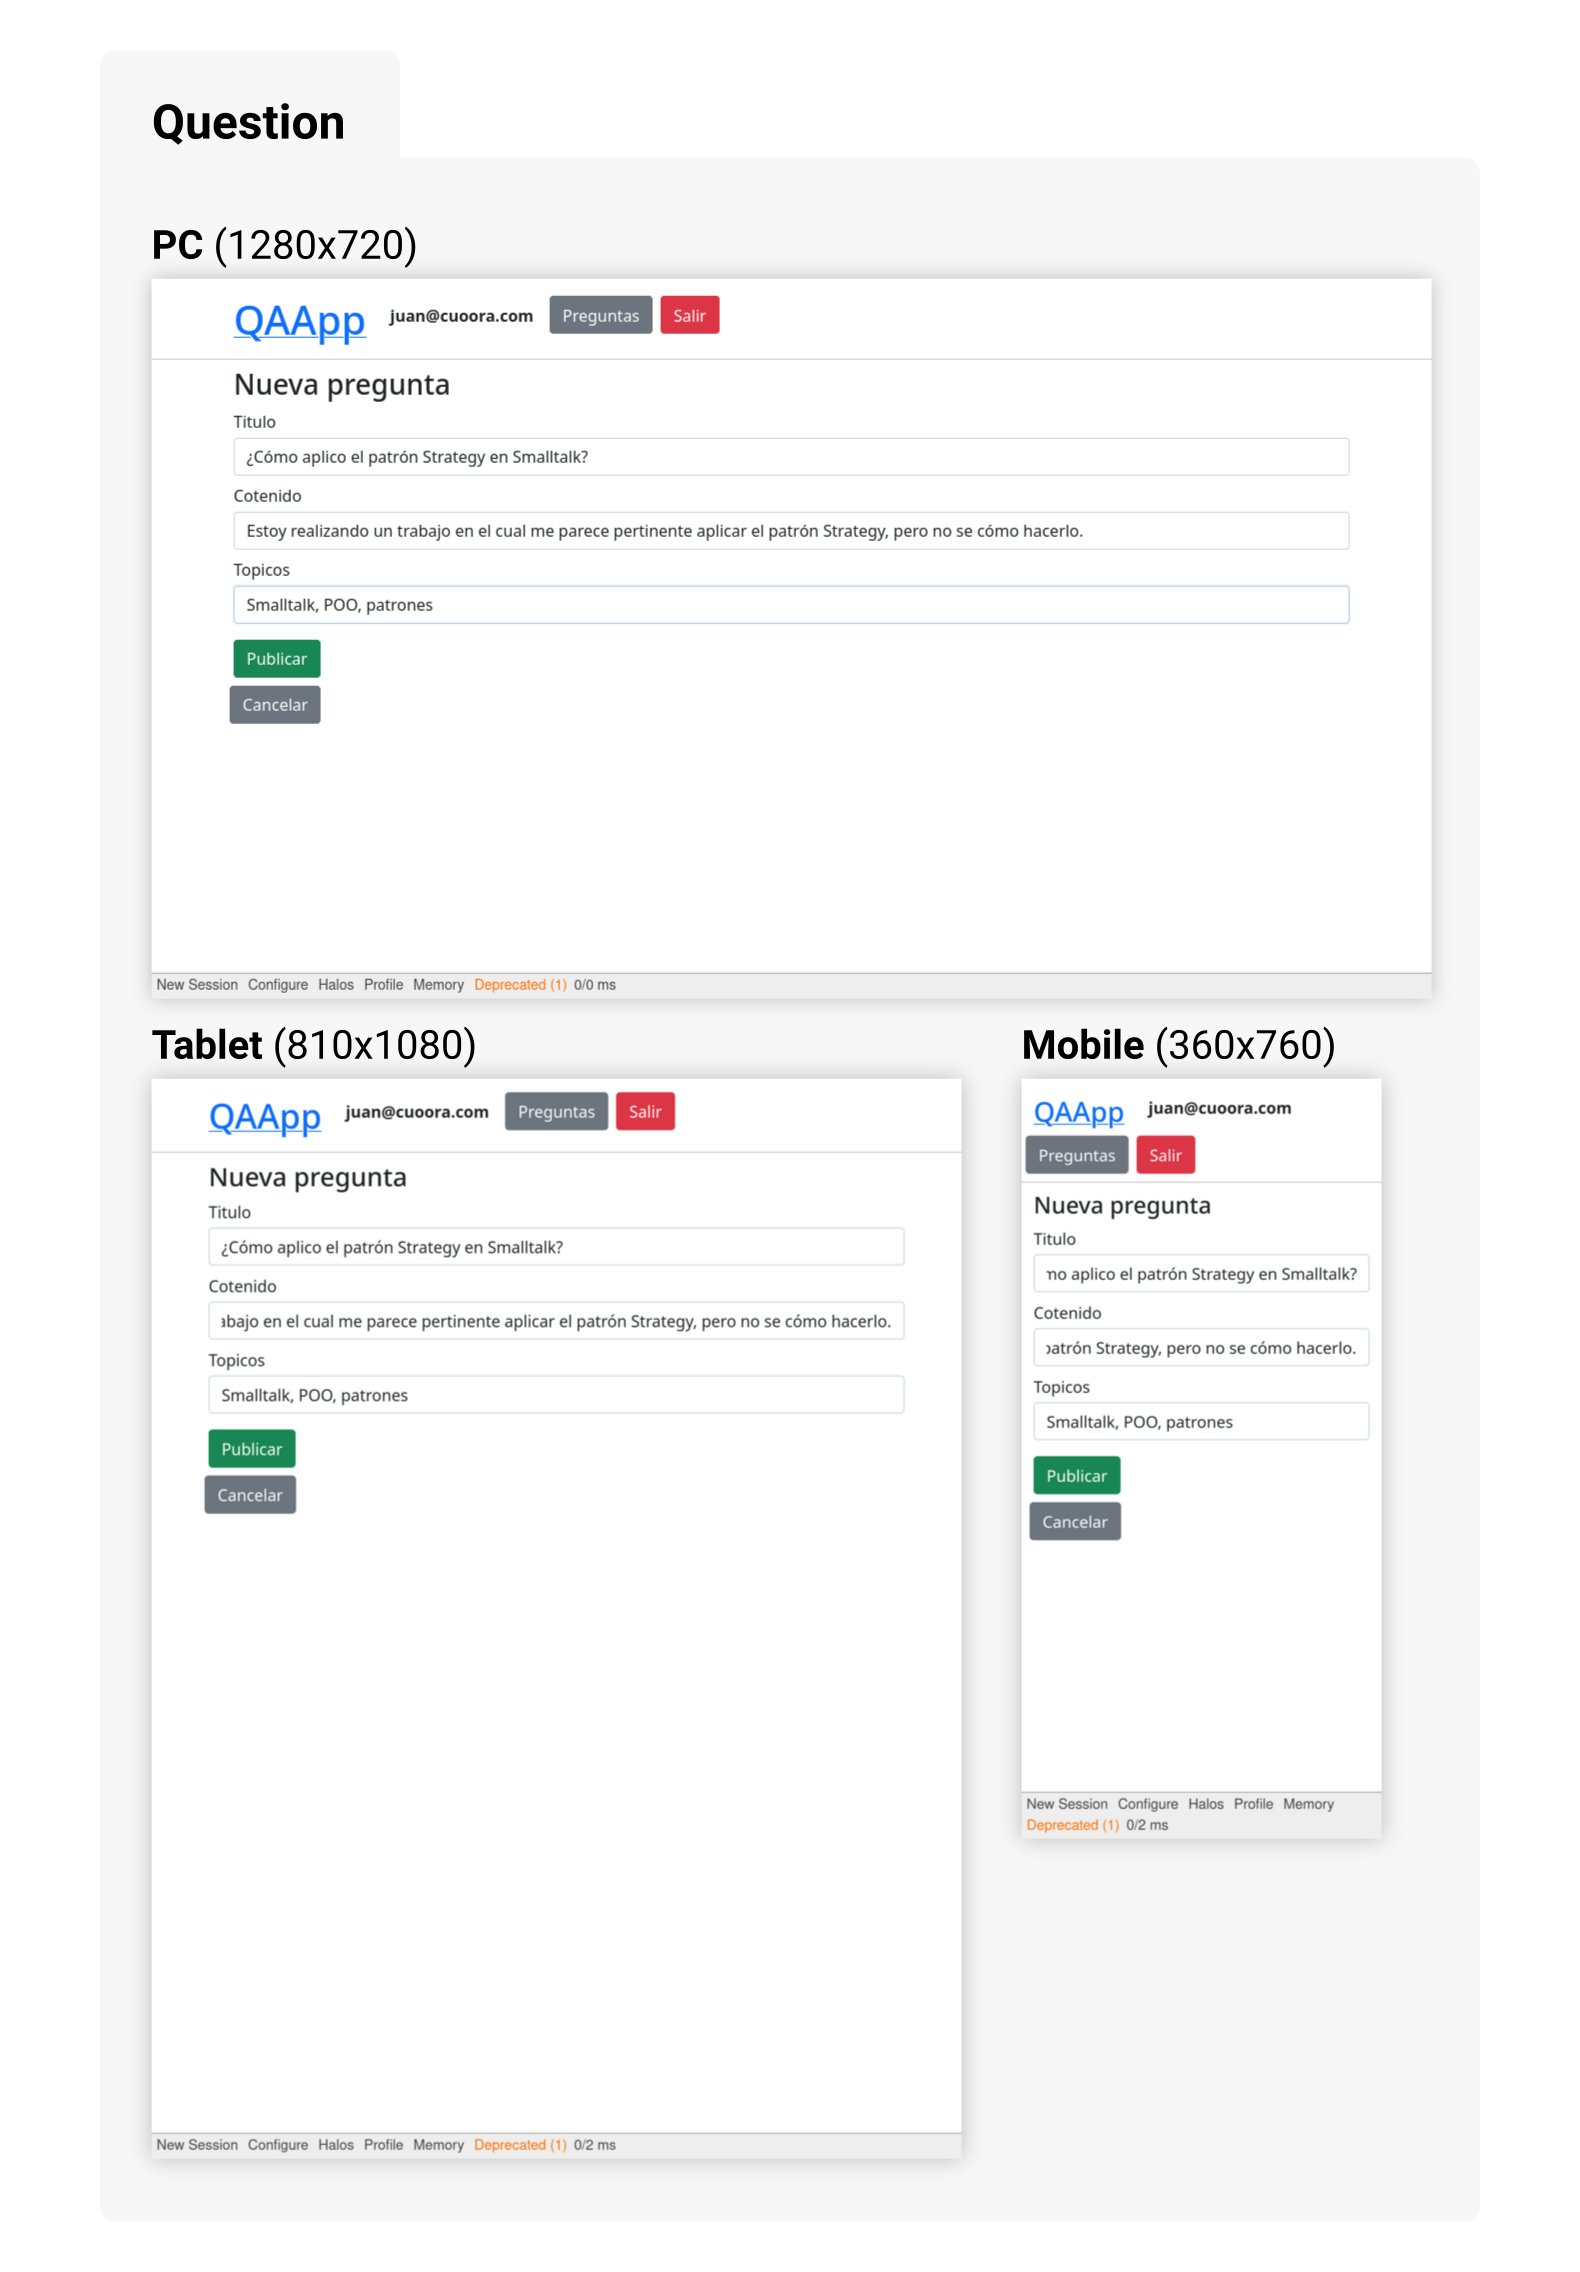 Question
PC (1280x720)
QAApp juan@cuoora.com Preguntas Salir
Nueva pregunta
Titulo
¿Cómo aplico el patrón Strategy en Smalltalk?
Cotenido
Estoy realizando un trabajo en el cual me parece pertinente aplicar el patrón Strategy, pero no se cómo hacerlo.
Topicos
Smalltalk, POO, patrones
Publicar
Cancelar
New Session Configure Halos Profile Memory Deprecated (1) 0/0 ms
Tablet (810x1080)
QAApp juan@cuoora.com Preguntas Salir
Nueva pregunta
Titulo
¿Cómo aplico el patrón Strategy en Smalltalk?
Cotenido
abajo en el cual me parece pertinente aplicar el patrón Strategy, pero no se cómo hacerlo.
Topicos
Smalltalk, POO, patrones
Publicar
Cancelar
New Session Configure Halos Profile Memory Deprecated (1) 0/2 ms
Mobile (360x760)
QAApp juan@cuoora.com
Preguntas Salir
Nueva pregunta
Titulo
mo aplico el patrón Strategy en Smalltalk?
Cotenido
patrón Strategy, pero no se cómo hacerlo.
Topicos
Smalltalk, POO, patrones
Publicar
Cancelar
New Session Configure Halos Profile Memory
Deprecated (1) 0/2 ms